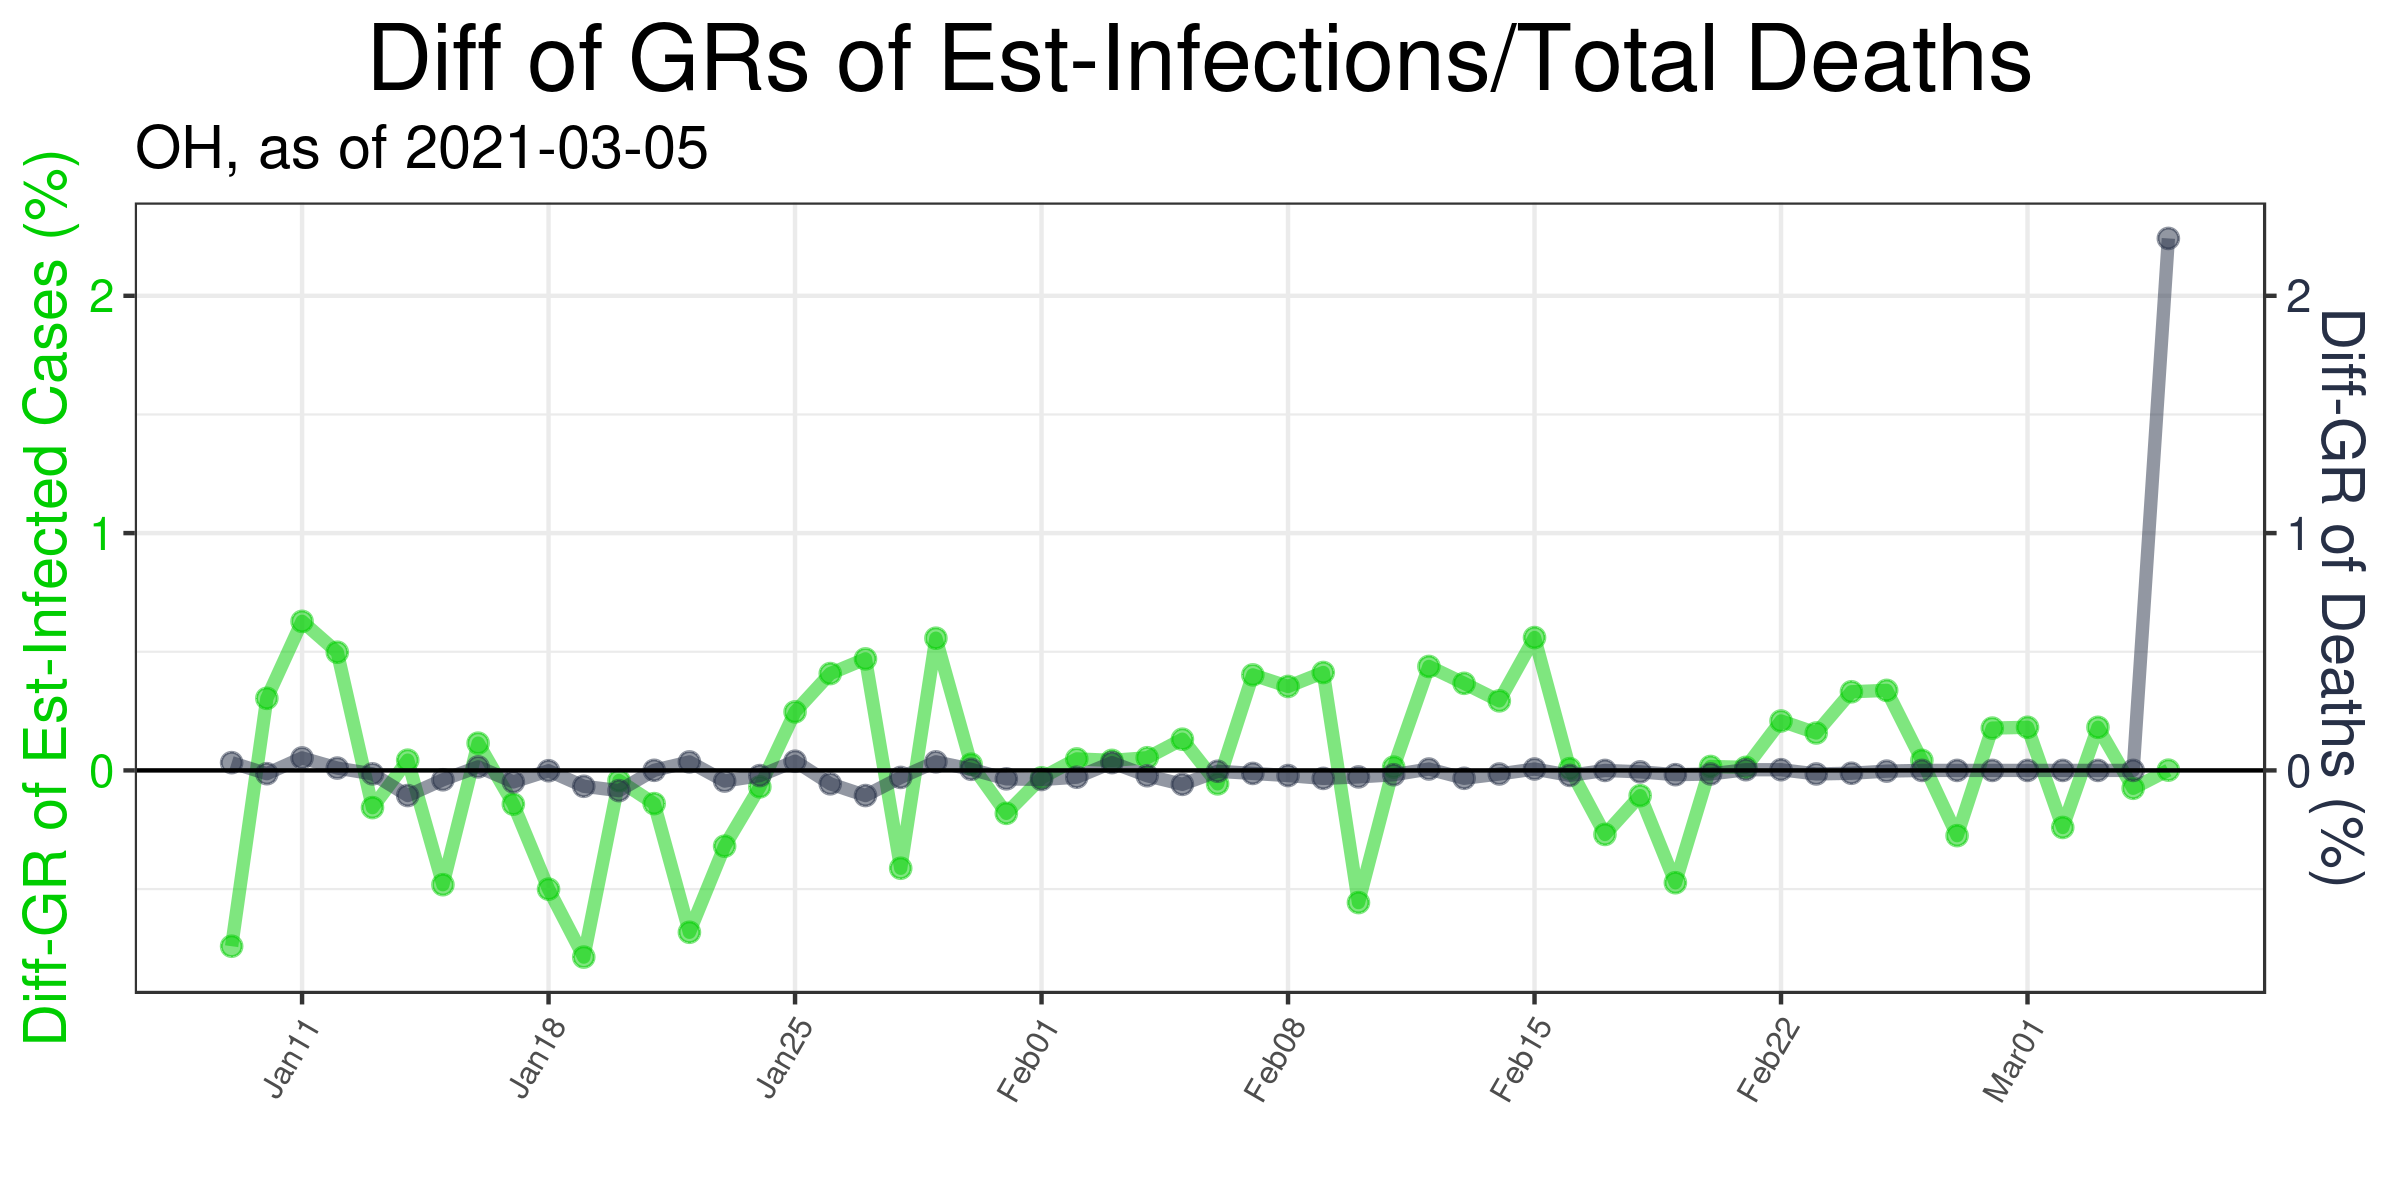 Diff of GRs of Est-Infections/Total Deaths
OH, as of 2021-03-05
Diff-GR of Est-Infected Cases (%)
2
1
0
2
1
0
Diff-GR of Deaths (%)
Jan11
Jan18
Jan25
Feb01
Feb08
Feb15
Feb22
Mar01